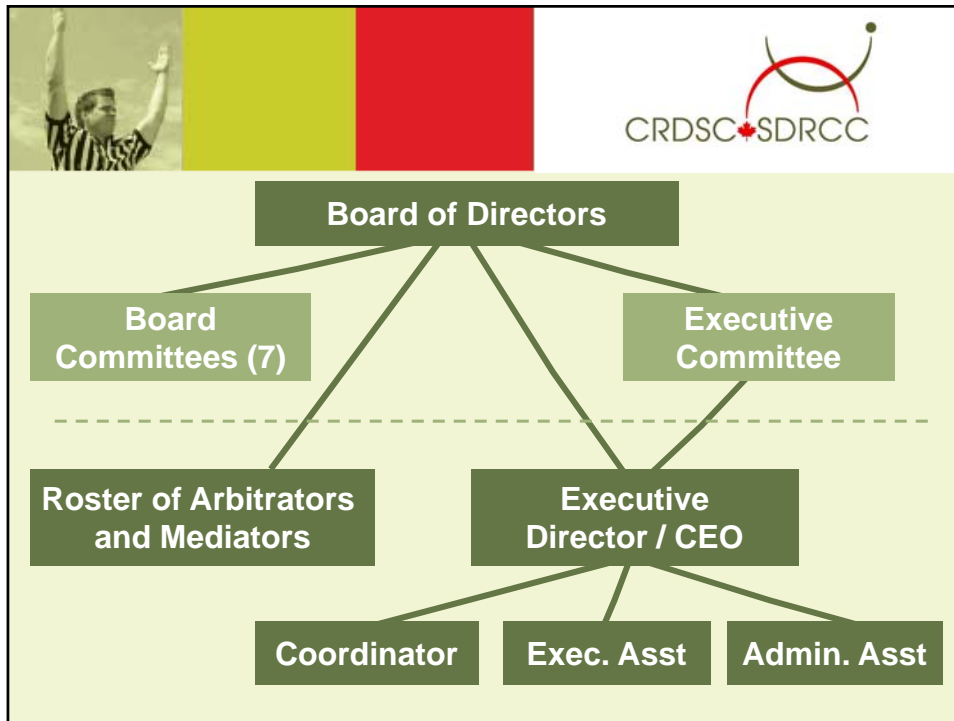 CRDSC SDRCC
Board of Directors
Board
Committees (7)
Executive
Committee
Roster of Arbitrators
and Mediators
Executive
Director / CEO
Coordinator
Exec. Asst
Admin. Asst